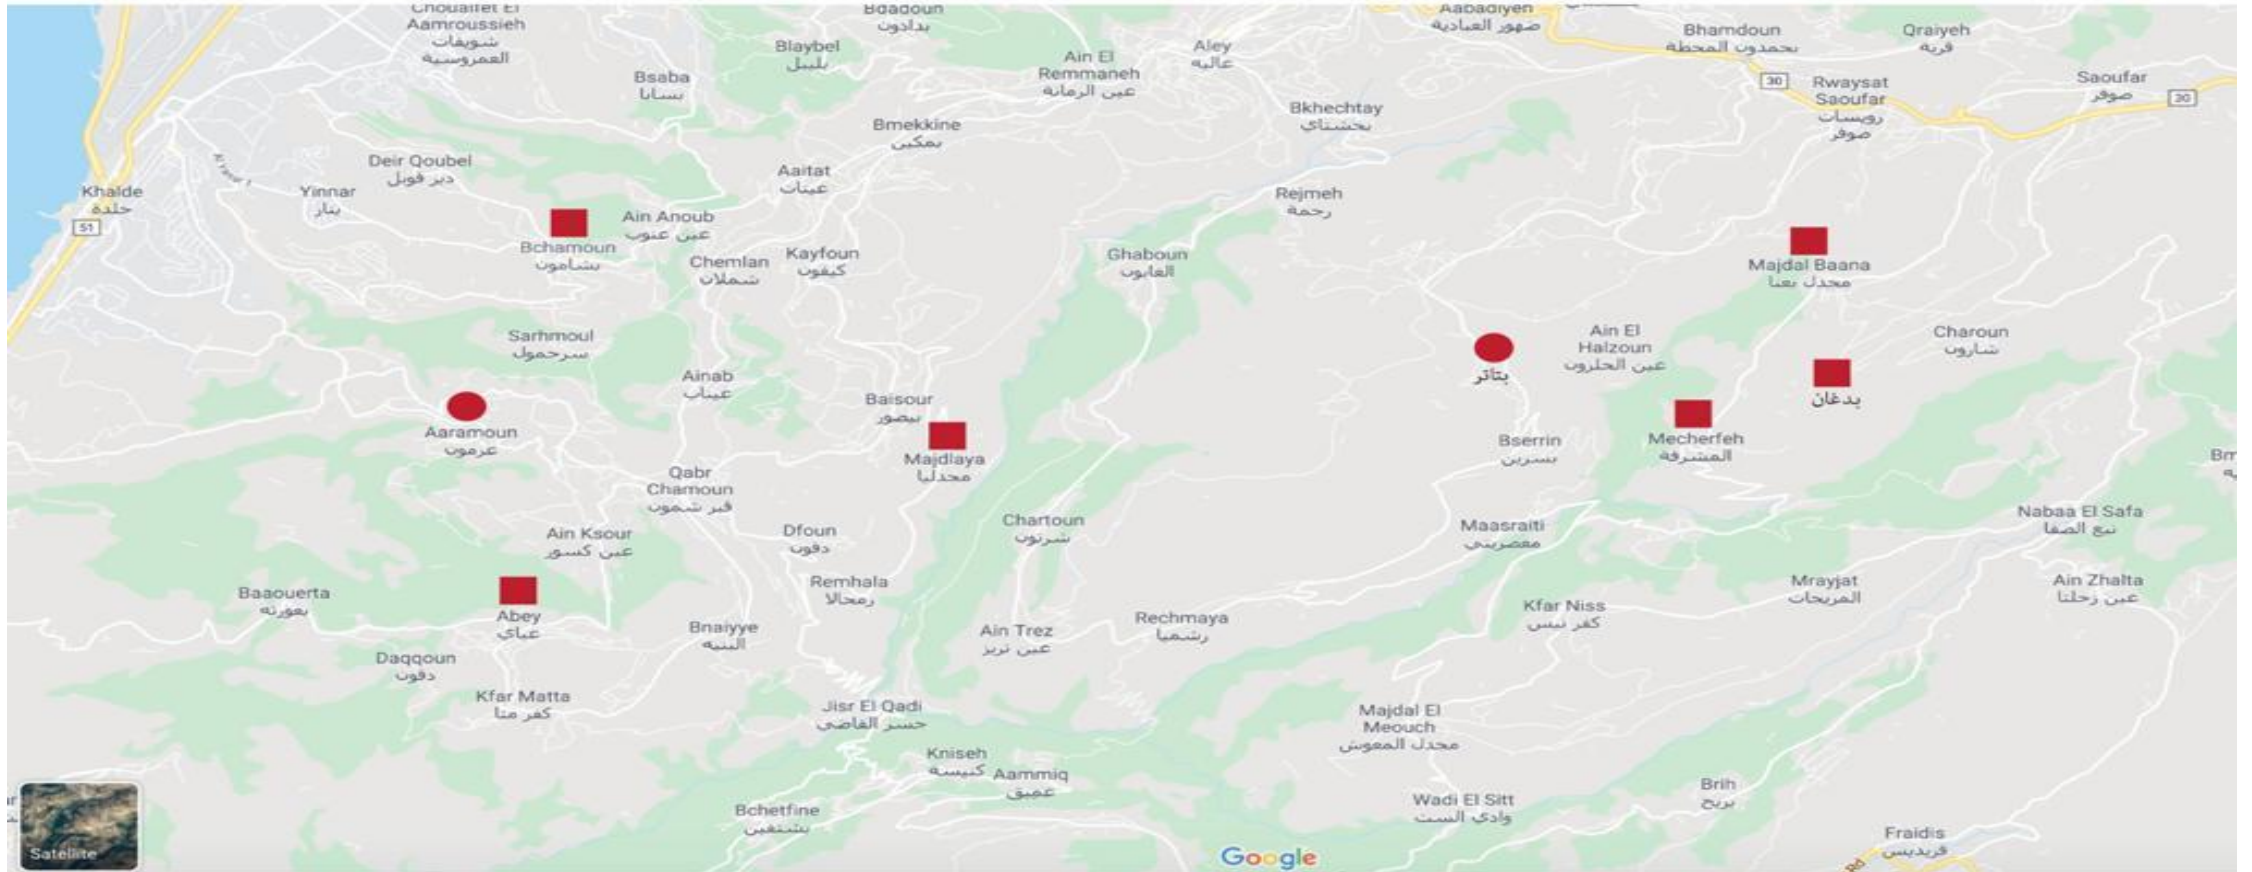 Choualfet El
Aamroussieh
شويفات
العمروسية
Bdadoun
بدادون
Aabadiyeh
ضهور العبادية
Blaybel
بليبل
Ain El
Remmaneh
عين الرمانة
Aley
عاليه
Bhamdoun
بحمدون المحطة
Qraiyeh
قرية
Bsaba
بسابا
30
Rwaysat
Saoufar
رويسات
صوفر
Saoufar
صوفر
30
Bkhechtay
بخشتاي
Bmekkine
بمكين
Deir Qoubel
دير قوبل
Aaitat
عيتات
Khalde
خلدة
51
Yinnar
ينار
Rejmeh
رجمة
Bchamoun
بشامون
Ain Anoub
عين عنوب
Chemlan
شملان
Kayfoun
كيفون
Ghaboun
الغابون
Majdal Baana
مجدل بعنا
Sarhmoul
سرحمول
بتاتر
Ain El
Halzoun
عين الحلزون
Charoun
شارون
بدغان
Ainab
عيناب
Baisour
بيصور
Aaramoun
عرمون
Majdlaya
مجدليا
Bserrin
بسرين
Mecherfeh
المشرفة
Qabr
Chamoun
قبر شمون
Ain Ksour
عين كسور
Dfoun
دفون
Chartoun
شرتون
Maasraiti
معصريتي
Nabaa El Safa
نبع الصفا
Baaouerta
بعورته
Abey
عباي
Remhala
رمحالا
Bnaiyye
البنيه
Ain Trez
عين تريز
Rechmaya
رشميا
Kfar Niss
كفر نيس
Mrayjat
المريجات
Ain Zhalta
عين زحلتا
Daqqoun
دقون
Kfar Matta
كفر متا
Jisr El Qadi
جسر القاضي
Majdal El
Meouch
مجدل المعوش
Kniseh
كنيسة
Aammiq
عميق
Bchetfine
بشتفين
Wadi El Sitt
وادي الست
Brih
بريح
Fraidis
فريديس
Rd
Satellite
Google